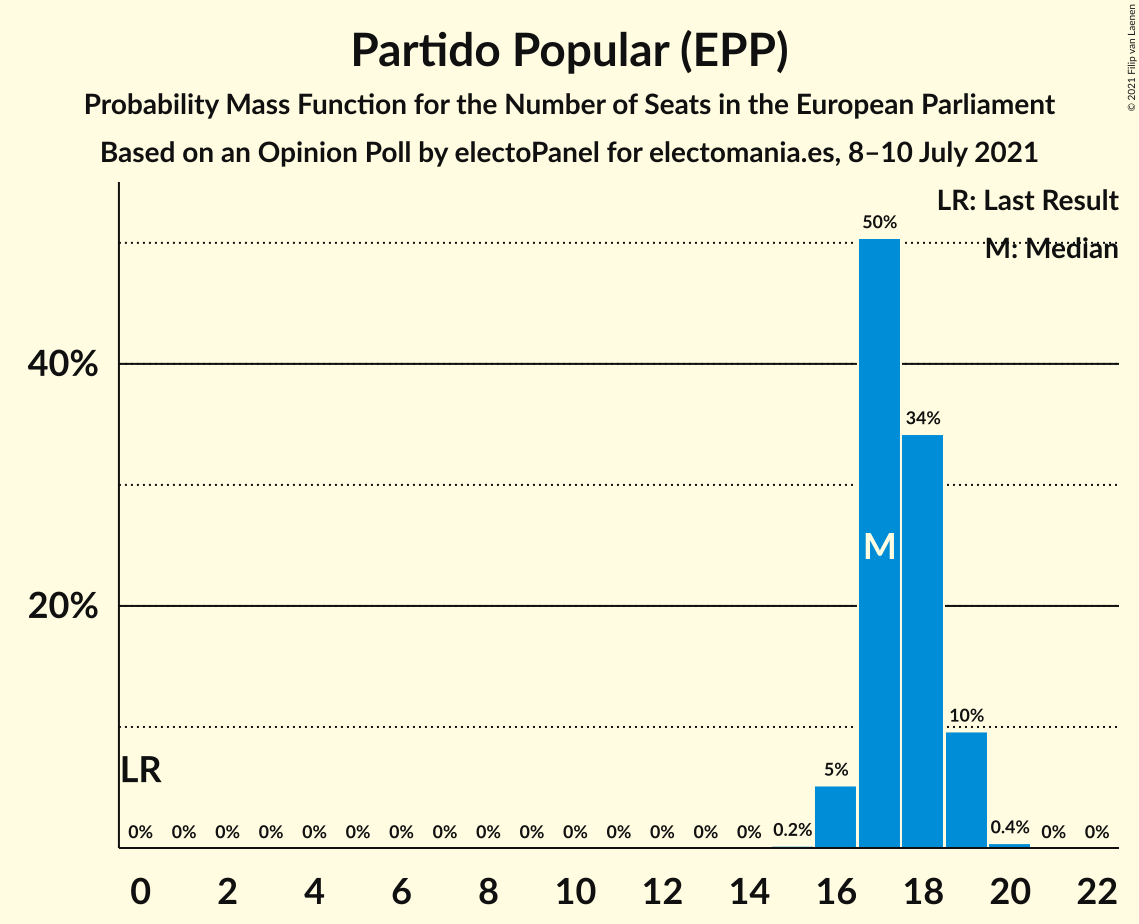 Partido Popular (EPP)
Probability Mass Function for the Number of Seats in the European Parliament
Based on an Opinion Poll by electoPanel for electomania.es, 8–10 July 2021
© 2021 Filip van Laenen
LR: Last Result
M: Median
50%
40%
34%
M
20%
10%
LR
5%
0% 0% 0% 0% 0% 0% 0% 0% 0% 0% 0% 0% 0% 0% 0% 0.2% 0.4% 0% 0%
0 2 4 6 8 10 12 14 16 18 20 22